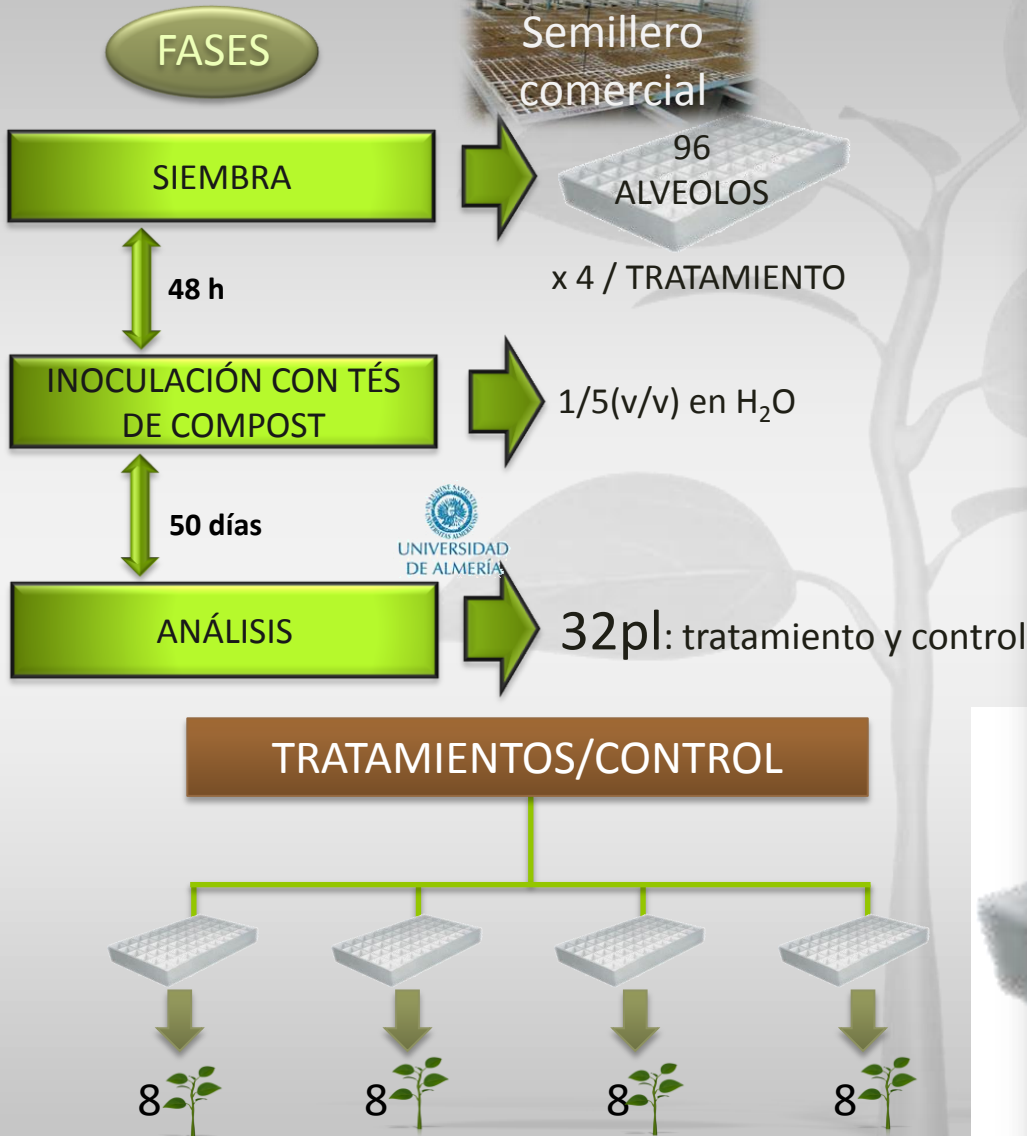 FASES
Semillero
comercial
SIEMBRA
96
ALVEOLOS
48 h
x 4 / TRATAMIENTO
INOCULACIÓN CON TÉS
DE COMPOST
1/5(v/v) en H₂O
50 días
UNIVERSIDAD
DE ALMERÍA
ANÁLISIS
32pl: tratamiento y control
TRATAMIENTOS/CONTROL
8
8
8
8